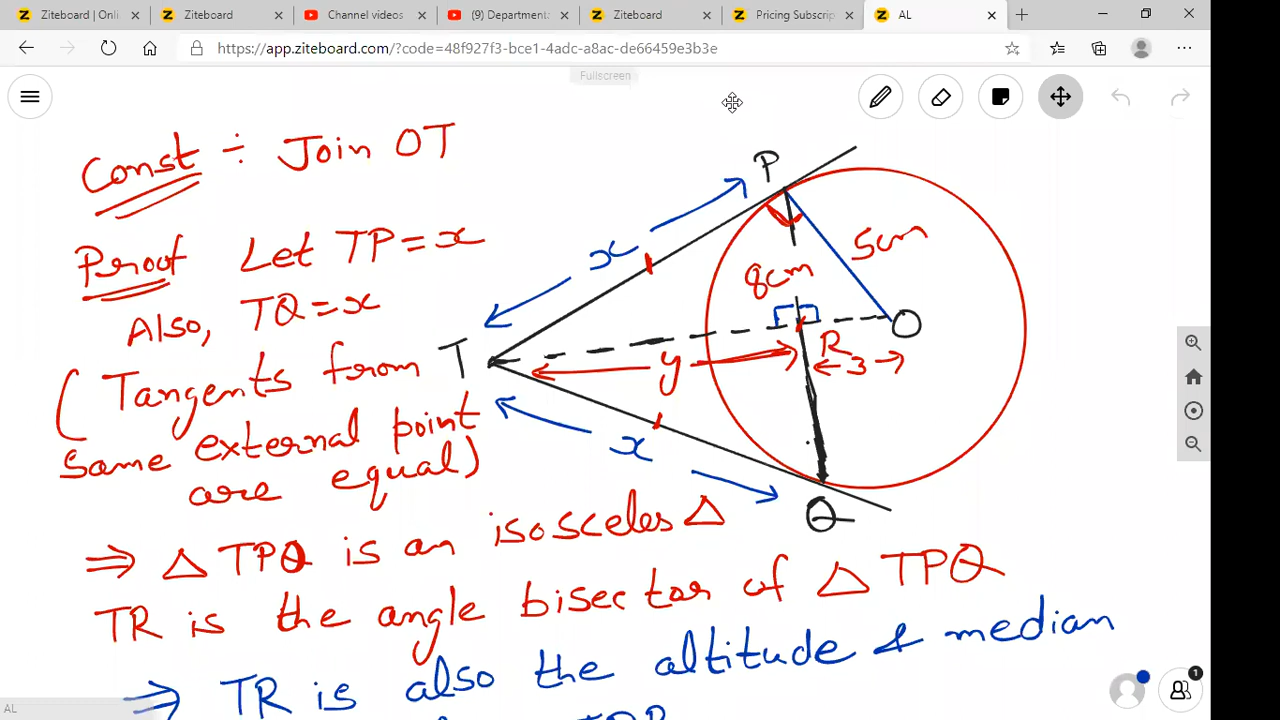 Ziteboard | Onli
Ziteboard
Channel videos
(9) Department
Ziteboard
Pricing Subscrip
AL
https://app.ziteboard.com/?code=48f927f3-bce1-4adc-a8ac-de66459e3b3e
Fullscreen
Const ÷ Join OT
Proof Let TP = x
Also, TQ = x
( Tangents from
same external point
are equal)
⇒ △ TPQ is an isosceles △
TR is the angle bisector of △ TPQ
⇒ TR is also the altitude & median
P
x
5cm
8cm
O
T
R
y
3
x
Q
1
AL